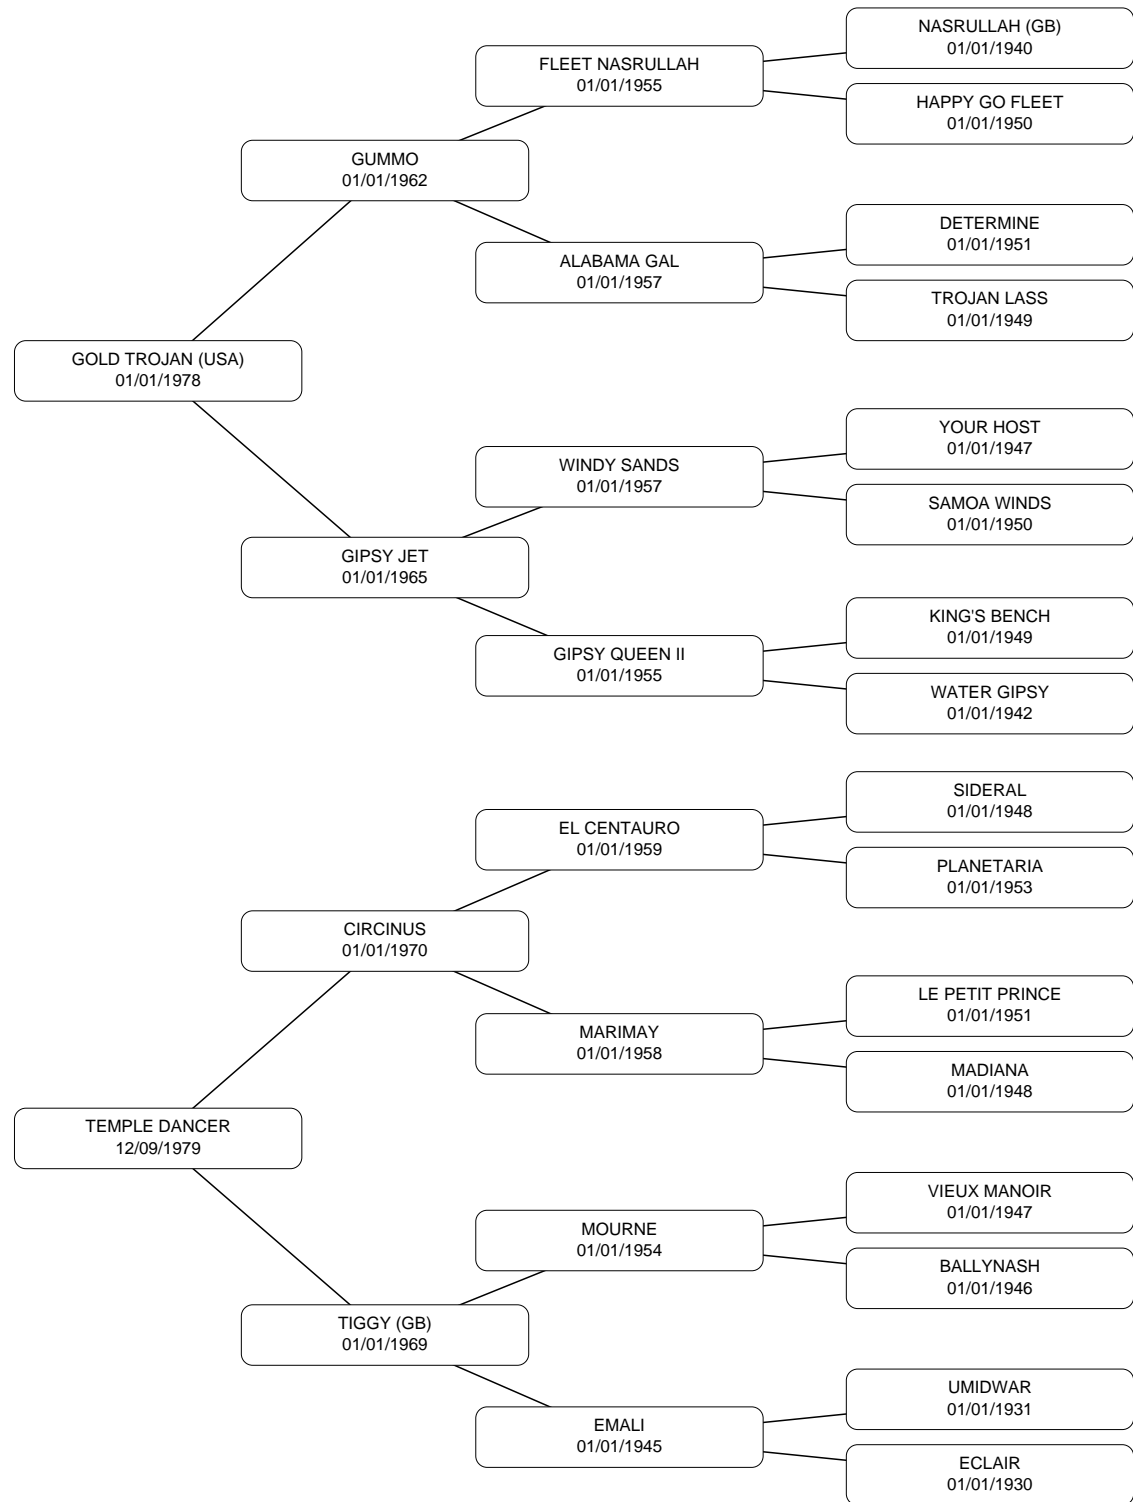 NASRULLAH (GB)
01/01/1940
FLEET NASRULLAH
01/01/1955
HAPPY GO FLEET
01/01/1950
GUMMO
01/01/1962
DETERMINE
01/01/1951
ALABAMA GAL
01/01/1957
TROJAN LASS
01/01/1949
GOLD TROJAN (USA)
01/01/1978
YOUR HOST
01/01/1947
WINDY SANDS
01/01/1957
SAMOA WINDS
01/01/1950
GIPSY JET
01/01/1965
KING'S BENCH
01/01/1949
GIPSY QUEEN II
01/01/1955
WATER GIPSY
01/01/1942
SIDERAL
01/01/1948
EL CENTAURO
01/01/1959
PLANETARIA
01/01/1953
CIRCINUS
01/01/1970
LE PETIT PRINCE
01/01/1951
MARIMAY
01/01/1958
MADIANA
01/01/1948
TEMPLE DANCER
12/09/1979
VIEUX MANOIR
01/01/1947
MOURNE
01/01/1954
BALLYNASH
01/01/1946
TIGGY (GB)
01/01/1969
UMIDWAR
01/01/1931
EMALI
01/01/1945
ECLAIR
01/01/1930